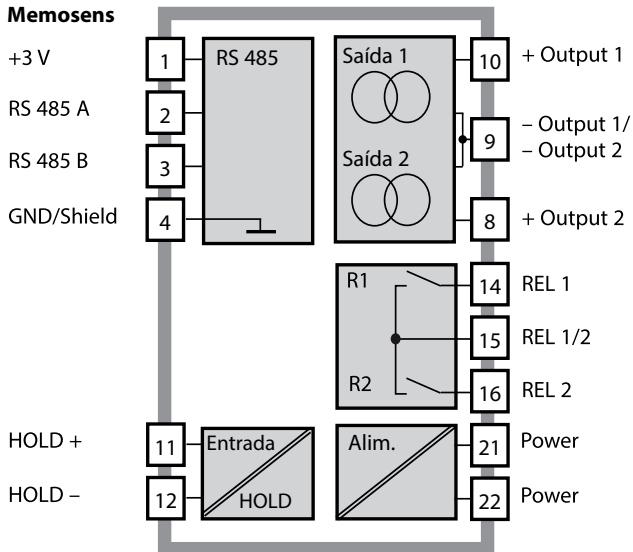 Memosens
+3 V
1
RS 485
RS 485 A
2
RS 485 B
3
GND/Shield
4
Saída 1
10
+ Output 1
9
– Output 1/
– Output 2
Saída 2
8
+ Output 2
R1
14
REL 1
15
REL 1/2
R2
16
REL 2
HOLD +
11
Entrada
HOLD –
12
HOLD
Alim.
21
Power
22
Power